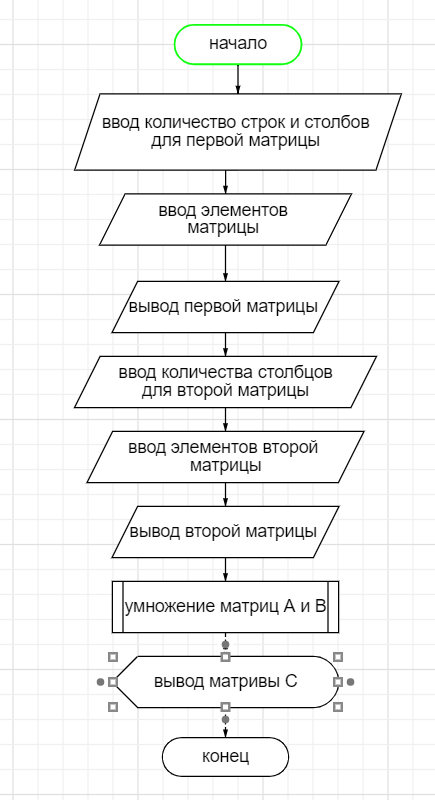 начало
ввод количество строк и столбов
для первой матрицы
ввод элементов
матрицы
вывод первой матрицы
ввод количества столбцов
для второй матрицы
ввод элементов второй
матрицы
вывод второй матрицы
умножение матриц А и В
вывод матривы С
конец